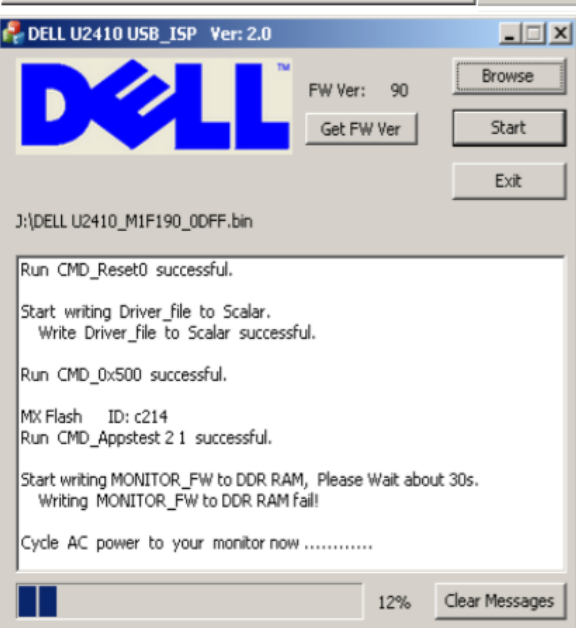 DELL U2410 USB_ISP Ver: 2.0
DELL™
FW Ver: 90
Browse
Get FW Ver
Start
Exit
J:\DELL U2410_M1F190_0DFF.bin
Run CMD_Reset0 successful.
Start writing Driver_file to Scalar.
Write Driver_file to Scalar successful.
Run CMD_0x500 successful.
MX Flash ID: c214
Run CMD_Appstest 2 1 successful.
Start writing MONITOR_FW to DDR RAM, Please Wait about 30s.
Writing MONITOR_FW to DDR RAM fail!
Cycle AC power to your monitor now ............
12%
Clear Messages